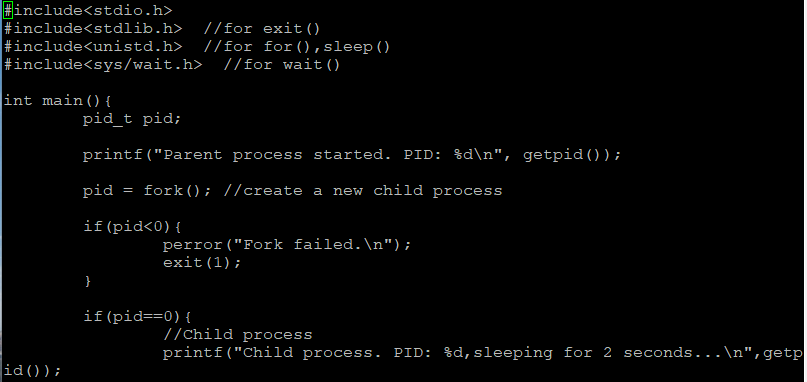 #include<stdio.h>
#include<stdlib.h>  //for exit()
#include<unistd.h>  //for for(),sleep()
#include<sys/wait.h>  //for wait()
int main(){
        pid_t pid;
        printf("Parent process started. PID: %d\n", getpid());
        pid = fork(); //create a new child process
        if(pid<0){
                perror("Fork failed.\n");
                exit(1);
        }
        if(pid==0){
                //Child process
                printf("Child process. PID: %d,sleeping for 2 seconds...\n",getp
id());